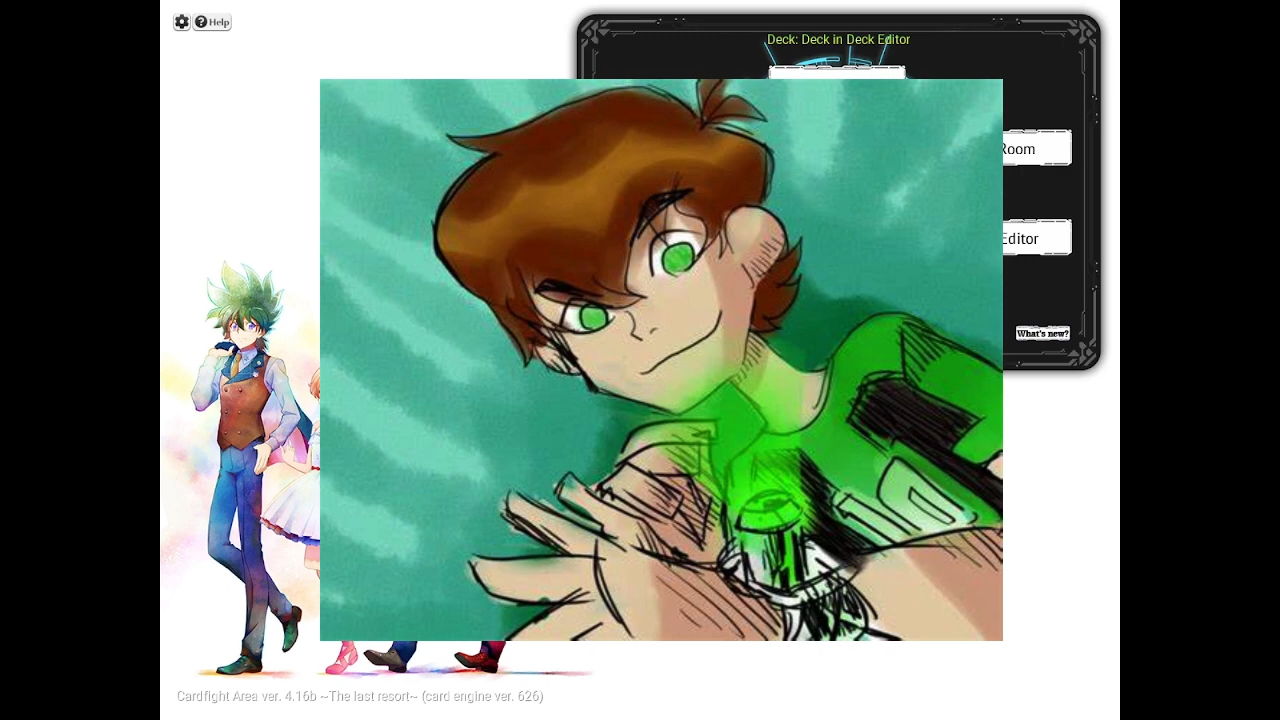 Help
Deck: Deck in Deck Editor
Room
Editor
What's new?
10
Cardfight Area ver. 4.16b ~The last resort~ (card engine ver. 626)